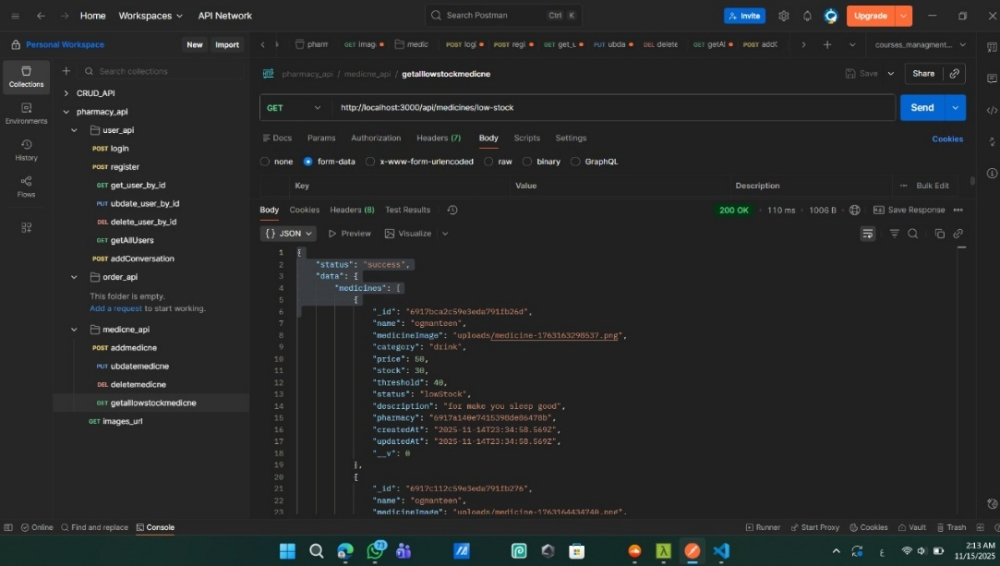 Home Workspaces API Network Search Postman Ctrl K Invite Upgrade
Personal Workspace New Import
pharm GET imag medic POST logi POST regi GET get_u PUT ubda DEL delete GET getAl POST addC courses_managment...
Collections
Search collections
pharmacy_api / medicne_api / getalllowstockmedicne Save Share
CRUD_API
pharmacy_api
GET http://localhost:3000/api/medicines/low-stock Send
Environments
user_api
POST login
Docs Params Authorization Headers (7) Body Scripts Settings Cookies
History
POST register
none form-data x-www-form-urlencoded raw binary GraphQL
GET get_user_by_id
Key Value Description Bulk Edit
Flows
PUT ubdate_user_by_id
Body Cookies Headers (8) Test Results 200 OK 110 ms 1006 B Save Response
DEL delete_user_by_id
{} JSON Preview Visualize
GET getAllUsers
POST addConversation
order_api
This folder is empty.
Add a request to start working.
medicne_api
POST addmedicne
PUT ubdatemedicne
DEL deletemedicne
GET getalllowstockmedicne
GET images_url
1 {
2 "status": "success",
3 "data": {
4 "medicines": [
5 {
6 "_id": "6917bca2c59e3eda791fb26d",
7 "name": "ogmanteen",
8 "medicineImage": "uploads/medicine-1763163298537.png",
9 "category": "drink",
10 "price": 50,
11 "stock": 30,
12 "threshold": 40,
13 "status": "lowStock",
14 "description": "for make you sleep good",
15 "pharmacy": "6917a140e7415398de86478b",
16 "createdAt": "2025-11-14T23:34:58.569Z",
17 "updatedAt": "2025-11-14T23:34:58.569Z",
18 "__v": 0
19 },
20 {
21 "_id": "6917c112c59e3eda791fb276",
22 "name": "ogmanteen",
23 "medicineImage": "uploads/medicine-1763164434740.png",
Online Find and replace Console Runner Start Proxy Cookies Vault Trash
73
ع
2:13 AM
11/15/2025